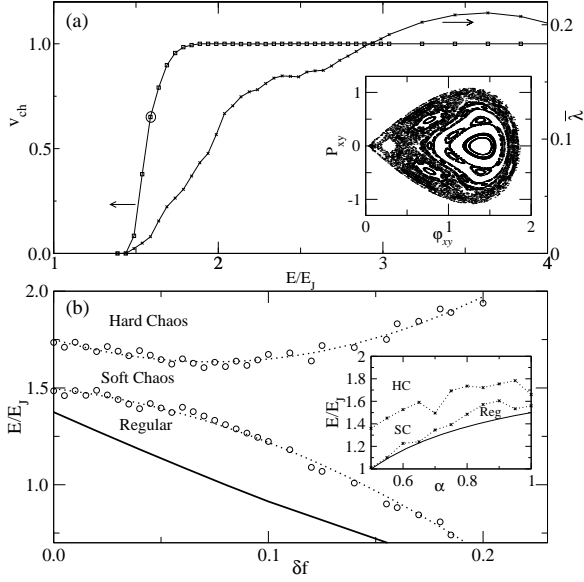 (a)
1.0
0.5
0.0
v_ch
0.2
0.1
0
λ̄
1
0
-1
P_xy
0 1 2
φ_xy
1 2 3 4
E/E_J
(b)
2.0
1.5
1.0
E/E_J
Hard Chaos
Soft Chaos
Regular
1.8
1.6
1.4
1.2
1
E/E_J
HC
SC
Reg
0.6 0.8 1
α
0.0 0.1 0.2
δf